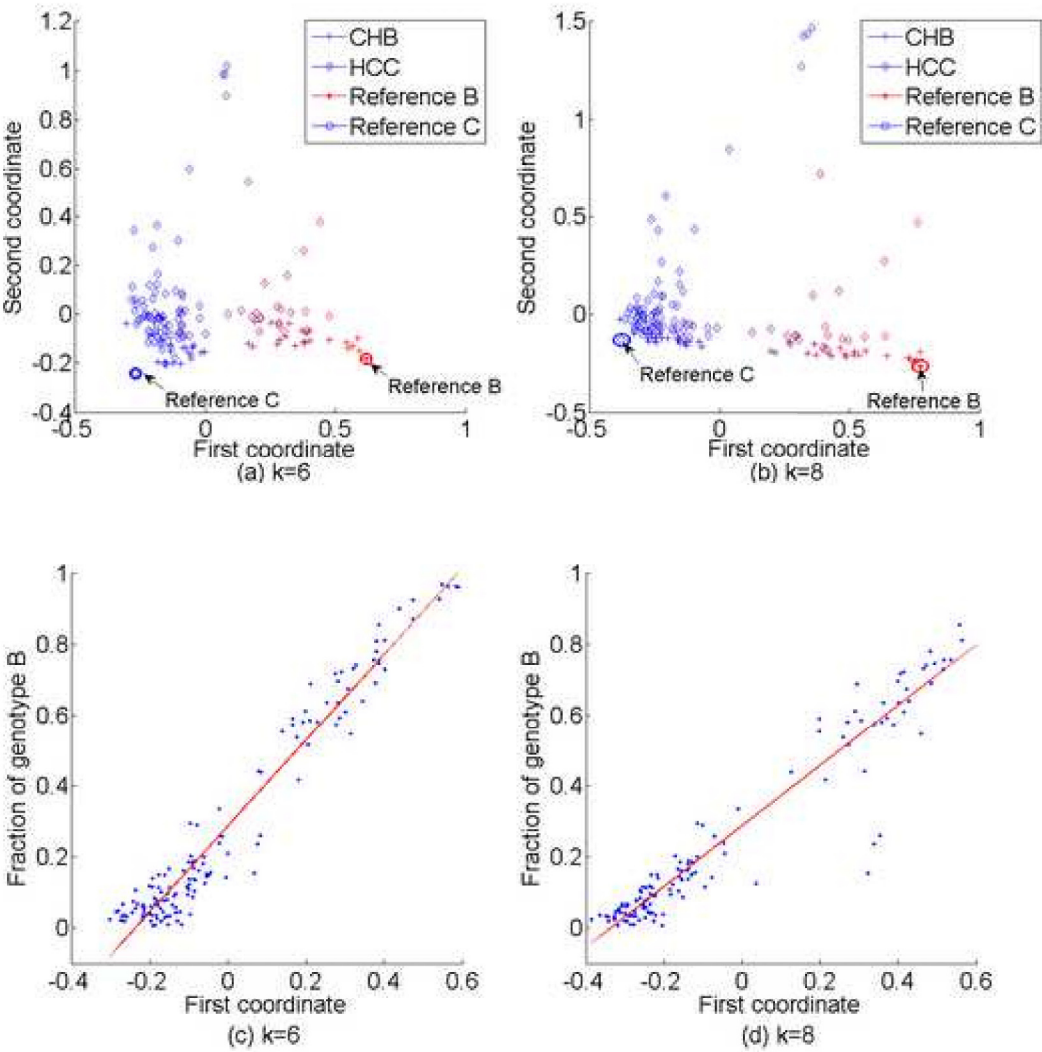 1.2
1
0.8
0.6
0.4
0.2
0
-0.2
-0.4
-0.5
0
0.5
1
Second coordinate
First coordinate
(a) k=6
CHB
HCC
Reference B
Reference C
Reference C
Reference B
1.5
1
0.5
0
-0.5
-0.5
0
0.5
1
Second coordinate
First coordinate
(b) k=8
CHB
HCC
Reference B
Reference C
Reference C
Reference B
1
0.8
0.6
0.4
0.2
0
-0.4
-0.2
0
0.2
0.4
0.6
Fraction of genotype B
First coordinate
(c) k=6
1
0.8
0.6
0.4
0.2
0
-0.4
-0.2
0
0.2
0.4
0.6
Fraction of genotype B
First coordinate
(d) k=8